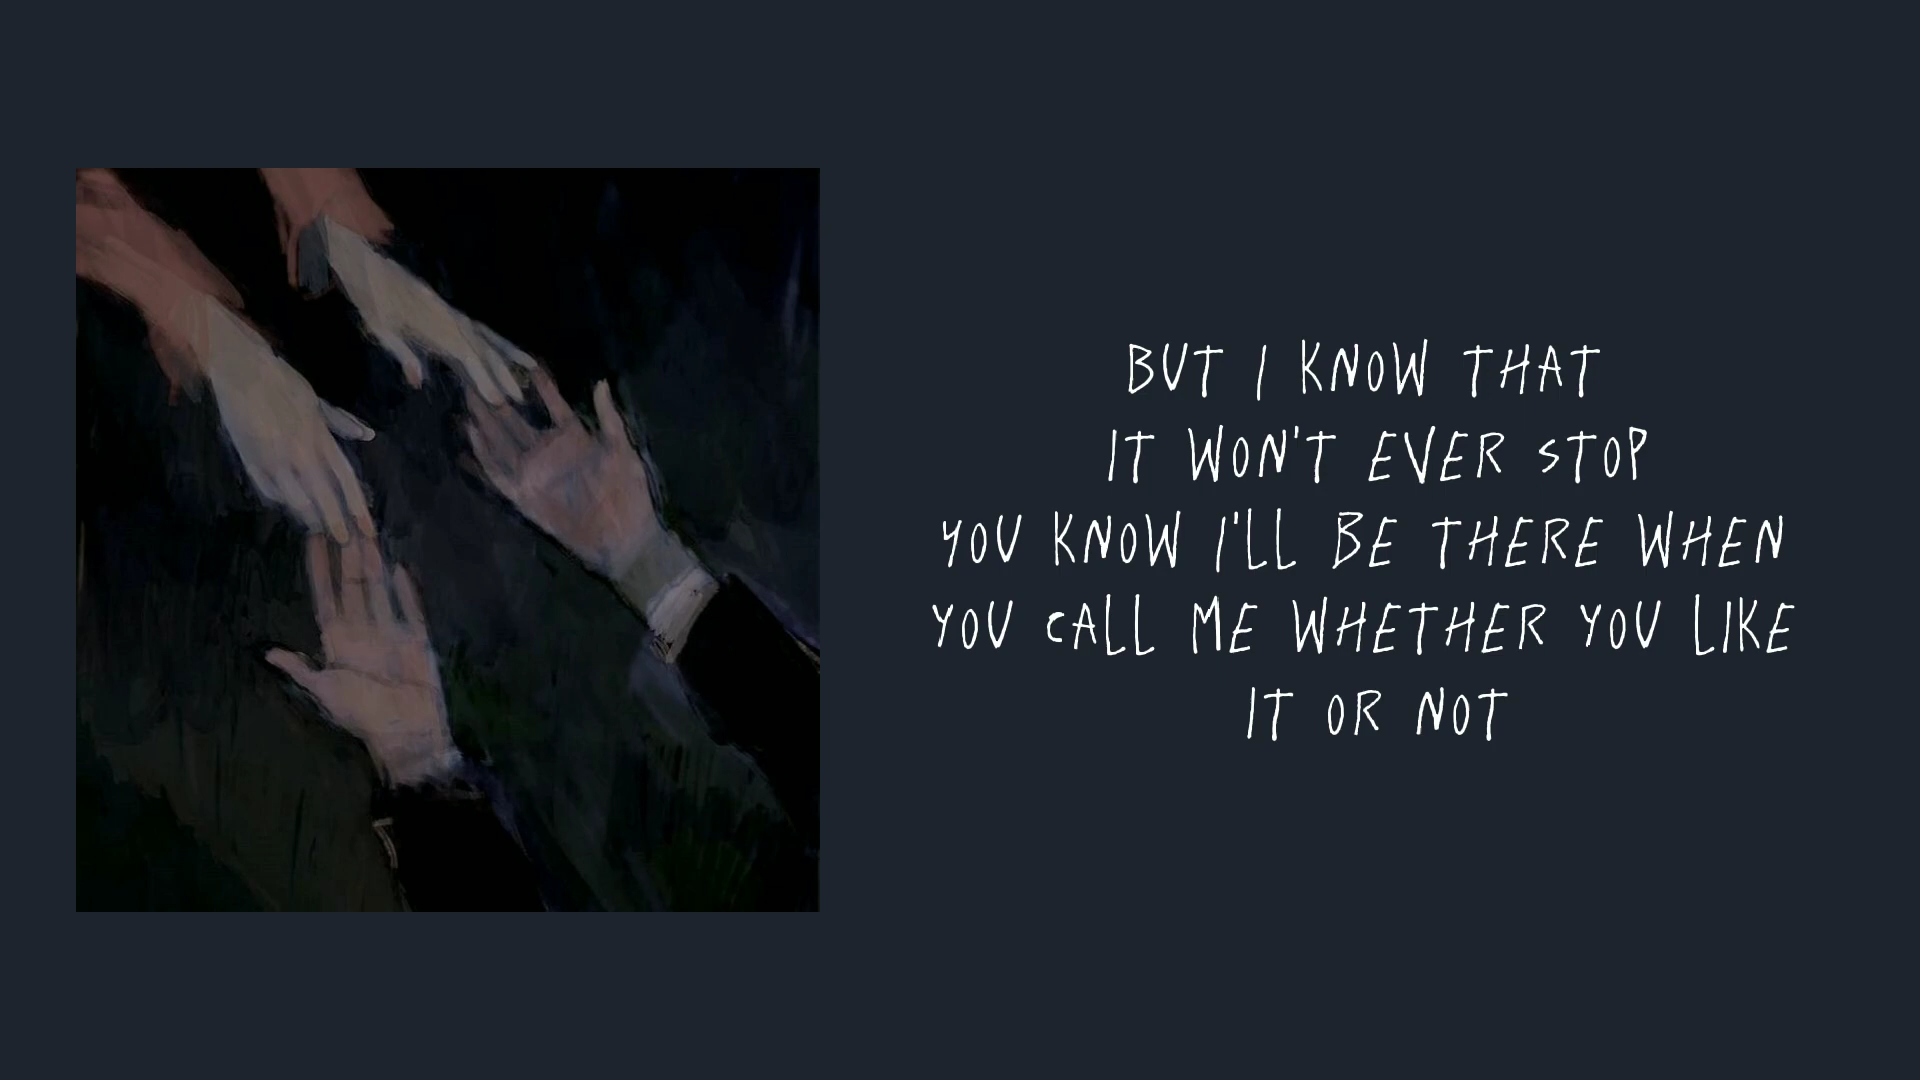 BUT I KNOW THAT
IT WON'T EVER STOP
YOU KNOW I'LL BE THERE WHEN
YOU CALL ME WHETHER YOU LIKE
IT OR NOT